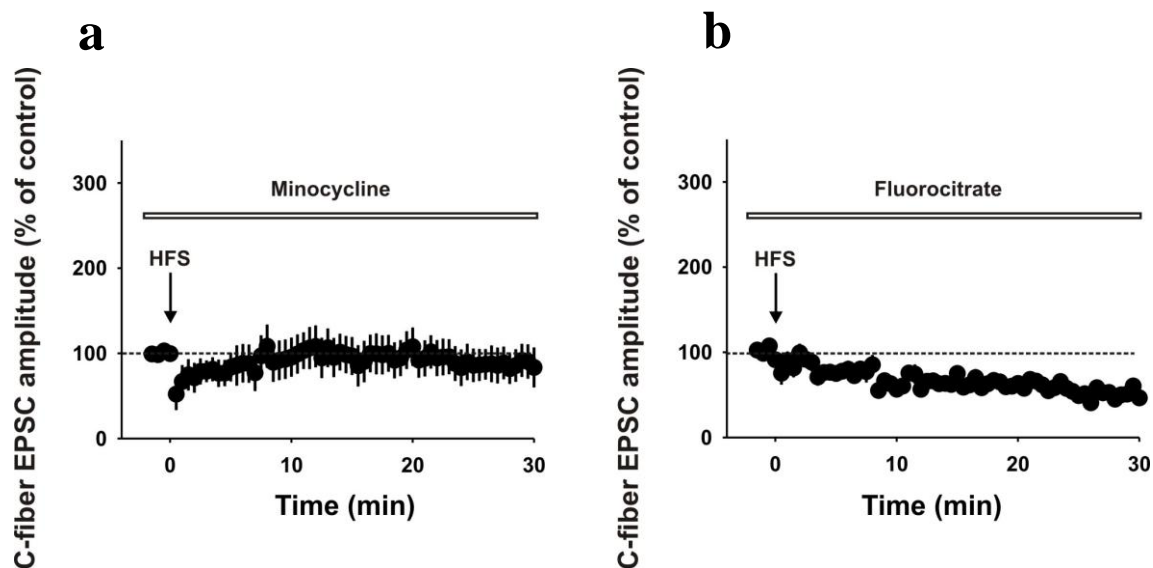 a
C-fiber EPSC amplitude (% of control)
300
200
100
0
Minocycline
HFS
0
10
20
30
Time (min)
b
C-fiber EPSC amplitude (% of control)
300
200
100
0
Fluorocitrate
HFS
0
10
20
30
Time (min)